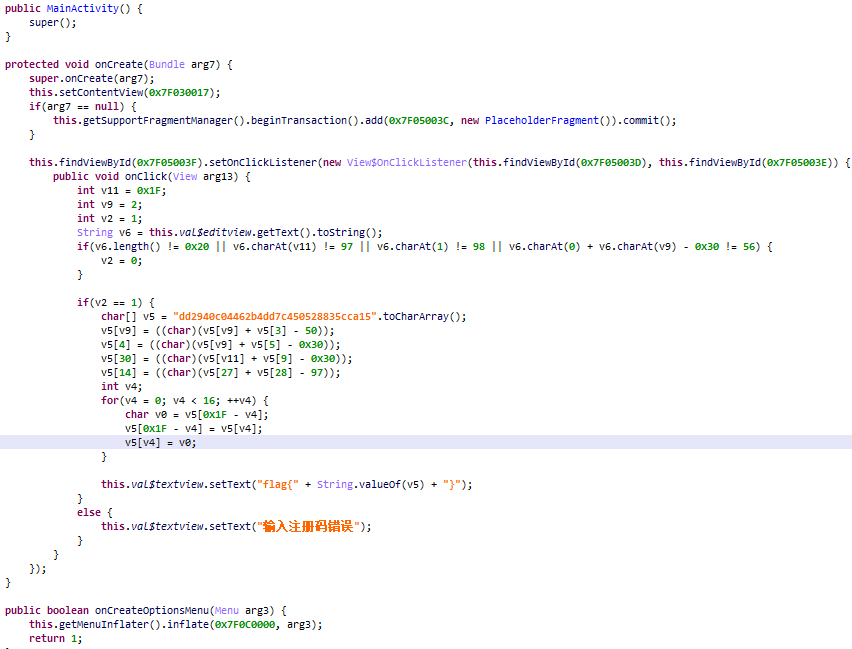 public MainActivity() {
    super();
}

protected void onCreate(Bundle arg7) {
    super.onCreate(arg7);
    this.setContentView(0x7F030017);
    if(arg7 == null) {
        this.getSupportFragmentManager().beginTransaction().add(0x7F05003C, new PlaceholderFragment()).commit();
    }

    this.findViewById(0x7F05003F).setOnClickListener(new View$OnClickListener(this.findViewById(0x7F05003D), this.findViewById(0x7F05003E)) {
        public void onClick(View arg13) {
            int v11 = 0x1F;
            int v9 = 2;
            int v2 = 1;
            String v6 = this.val$editview.getText().toString();
            if(v6.length() != 0x20 || v6.charAt(v11) != 97 || v6.charAt(1) != 98 || v6.charAt(0) + v6.charAt(v9) - 0x30 != 56) {
                v2 = 0;
            }

            if(v2 == 1) {
                char[] v5 = "dd2940c04462b4dd7c450528835cca15".toCharArray();
                v5[v9] = ((char)(v5[v9] + v5[3] - 50));
                v5[4] = ((char)(v5[v9] + v5[5] - 0x30));
                v5[30] = ((char)(v5[v11] + v5[9] - 0x30));
                v5[14] = ((char)(v5[27] + v5[28] - 97));
                int v4;
                for(v4 = 0; v4 < 16; ++v4) {
                    char v0 = v5[0x1F - v4];
                    v5[0x1F - v4] = v5[v4];
                    v5[v4] = v0;
                }

                this.val$textview.setText("flag{" + String.valueOf(v5) + "}");
            }
            else {
                this.val$textview.setText("输入注册码错误");
            }
        }
    });
}

public boolean onCreateOptionsMenu(Menu arg3) {
    this.getMenuInflater().inflate(0x7F0C0000, arg3);
    return 1;